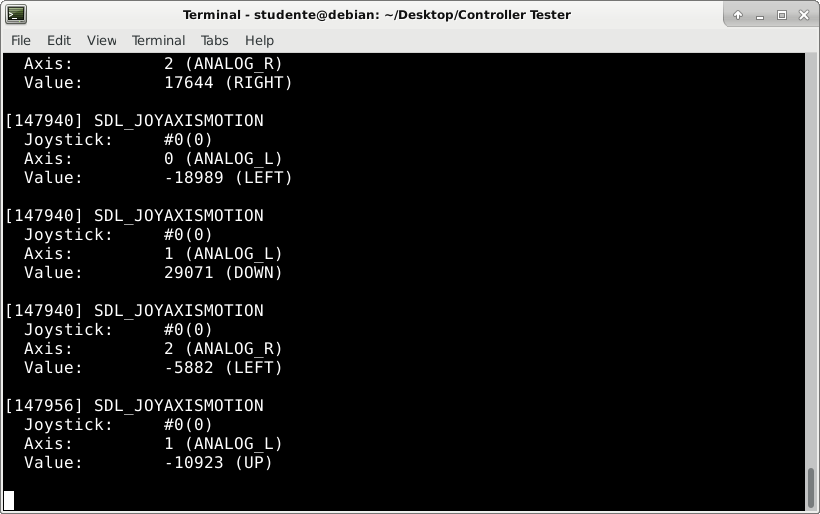 Terminal - studente@debian: ~/Desktop/Controller Tester
File Edit View Terminal Tabs Help
Axis: 2 (ANALOG_R)
Value: 17644 (RIGHT)
[147940] SDL_JOYAXISMOTION
Joystick: #0(0)
Axis: 0 (ANALOG_L)
Value: -18989 (LEFT)
[147940] SDL_JOYAXISMOTION
Joystick: #0(0)
Axis: 1 (ANALOG_L)
Value: 29071 (DOWN)
[147940] SDL_JOYAXISMOTION
Joystick: #0(0)
Axis: 2 (ANALOG_R)
Value: -5882 (LEFT)
[147956] SDL_JOYAXISMOTION
Joystick: #0(0)
Axis: 1 (ANALOG_L)
Value: -10923 (UP)